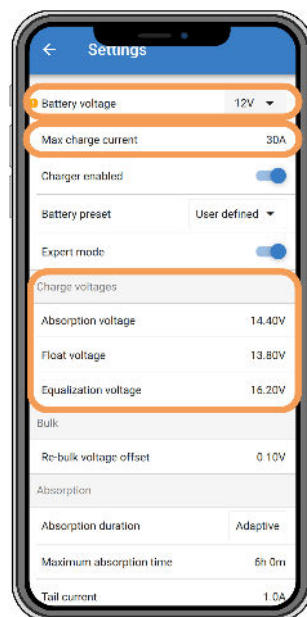 Settings
Battery voltage 12V
Max charge current 30A
Charger enabled
Battery preset User defined
Expert mode
Charge voltages
Absorption voltage 14.40V
Float voltage 13.80V
Equalization voltage 16.20V
Bulk
Re-bulk voltage offset 0.10V
Absorption
Absorption duration Adaptive
Maximum absorption time 6h 0m
Tail current 1.0A